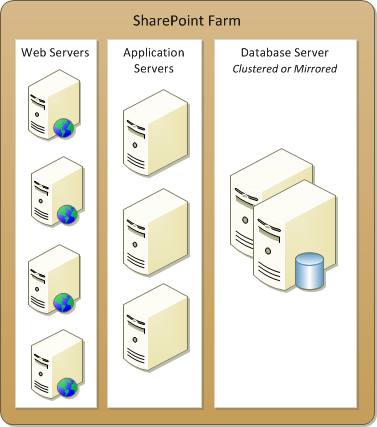 SharePoint Farm
Web Servers
Application
Servers
Database Server
Clustered or Mirrored